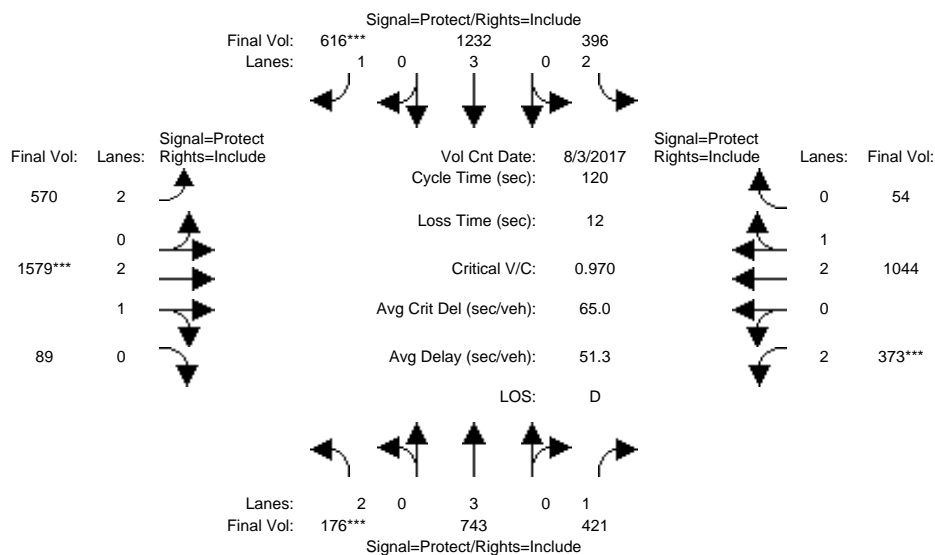 Signal=Protect/Rights=Include
Final Vol: 616*** 1232 396
Lanes: 1 0 3 0 2
Signal=Protect Signal=Protect
Final Vol: Lanes: Rights=Include Vol Cnt Date: 8/3/2017 Rights=Include Lanes: Final Vol:
Cycle Time (sec): 120
570 2 0 54
Loss Time (sec): 12
0 1
1579*** 2 Critical V/C: 0.970 2 1044
1 Avg Crit Del (sec/veh): 65.0 0
89 0 Avg Delay (sec/veh): 51.3 2 373***
LOS: D
Lanes: 2 0 3 0 1
Final Vol: 176*** 743 421
Signal=Protect/Rights=Include